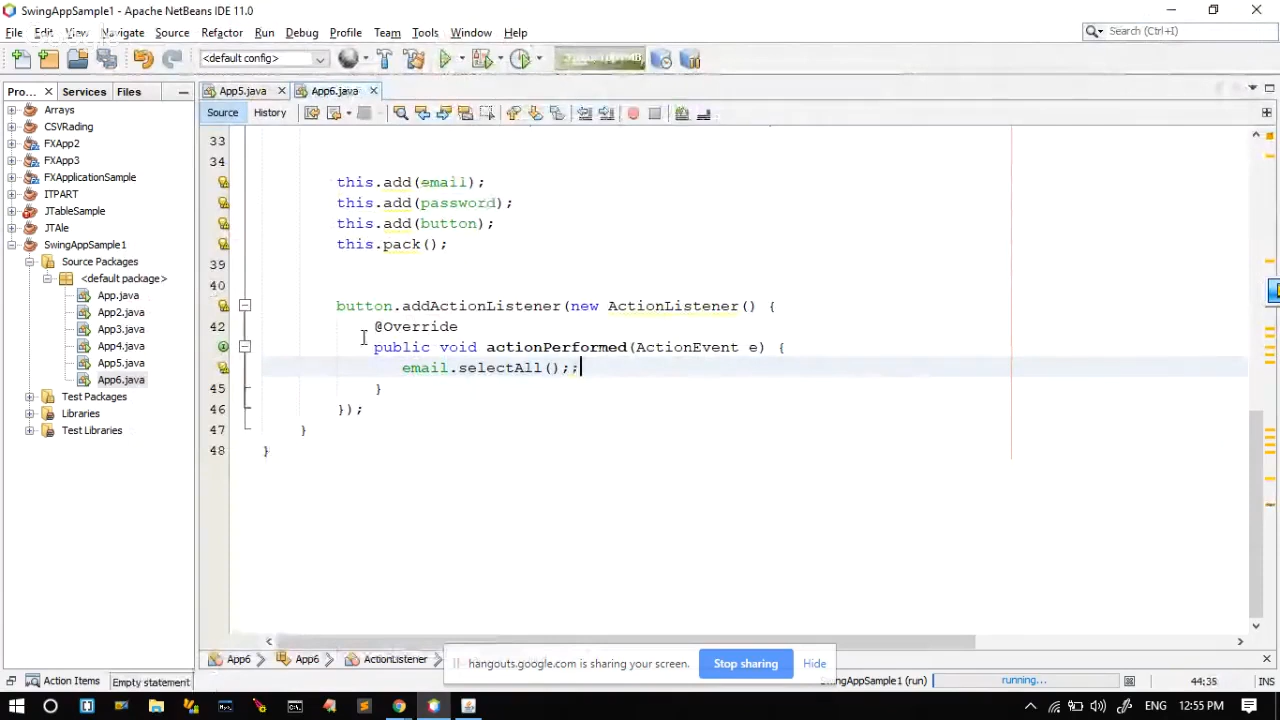 SwingAppSample1 - Apache NetBeans IDE 11.0
File Edit View Navigate Source Refactor Run Debug Profile Team Tools Window Help
Search (Ctrl+I)
<default config>
Pro... Services Files
App5.java App6.java
Source History
Arrays
CSVRading
FXApp2
FXApp3
FXApplicationSample
ITPART
JTableSample
JTAle
SwingAppSample1
Source Packages
<default package>
App.java
App2.java
App3.java
App4.java
App5.java
App6.java
Test Packages
Libraries
Test Libraries
33
34
this.add(email);
this.add(password);
this.add(button);
this.pack();
39
40
button.addActionListener(new ActionListener() {
42 @Override
public void actionPerformed(ActionEvent e) {
email.selectAll();;
45 }
46 });
47 }
48 }
App6 App6 ActionListener
hangouts.google.com is sharing your screen. Stop sharing Hide
Action Items Empty statement
SwingAppSample1 (run) running... 44:35 INS
12:55 PM